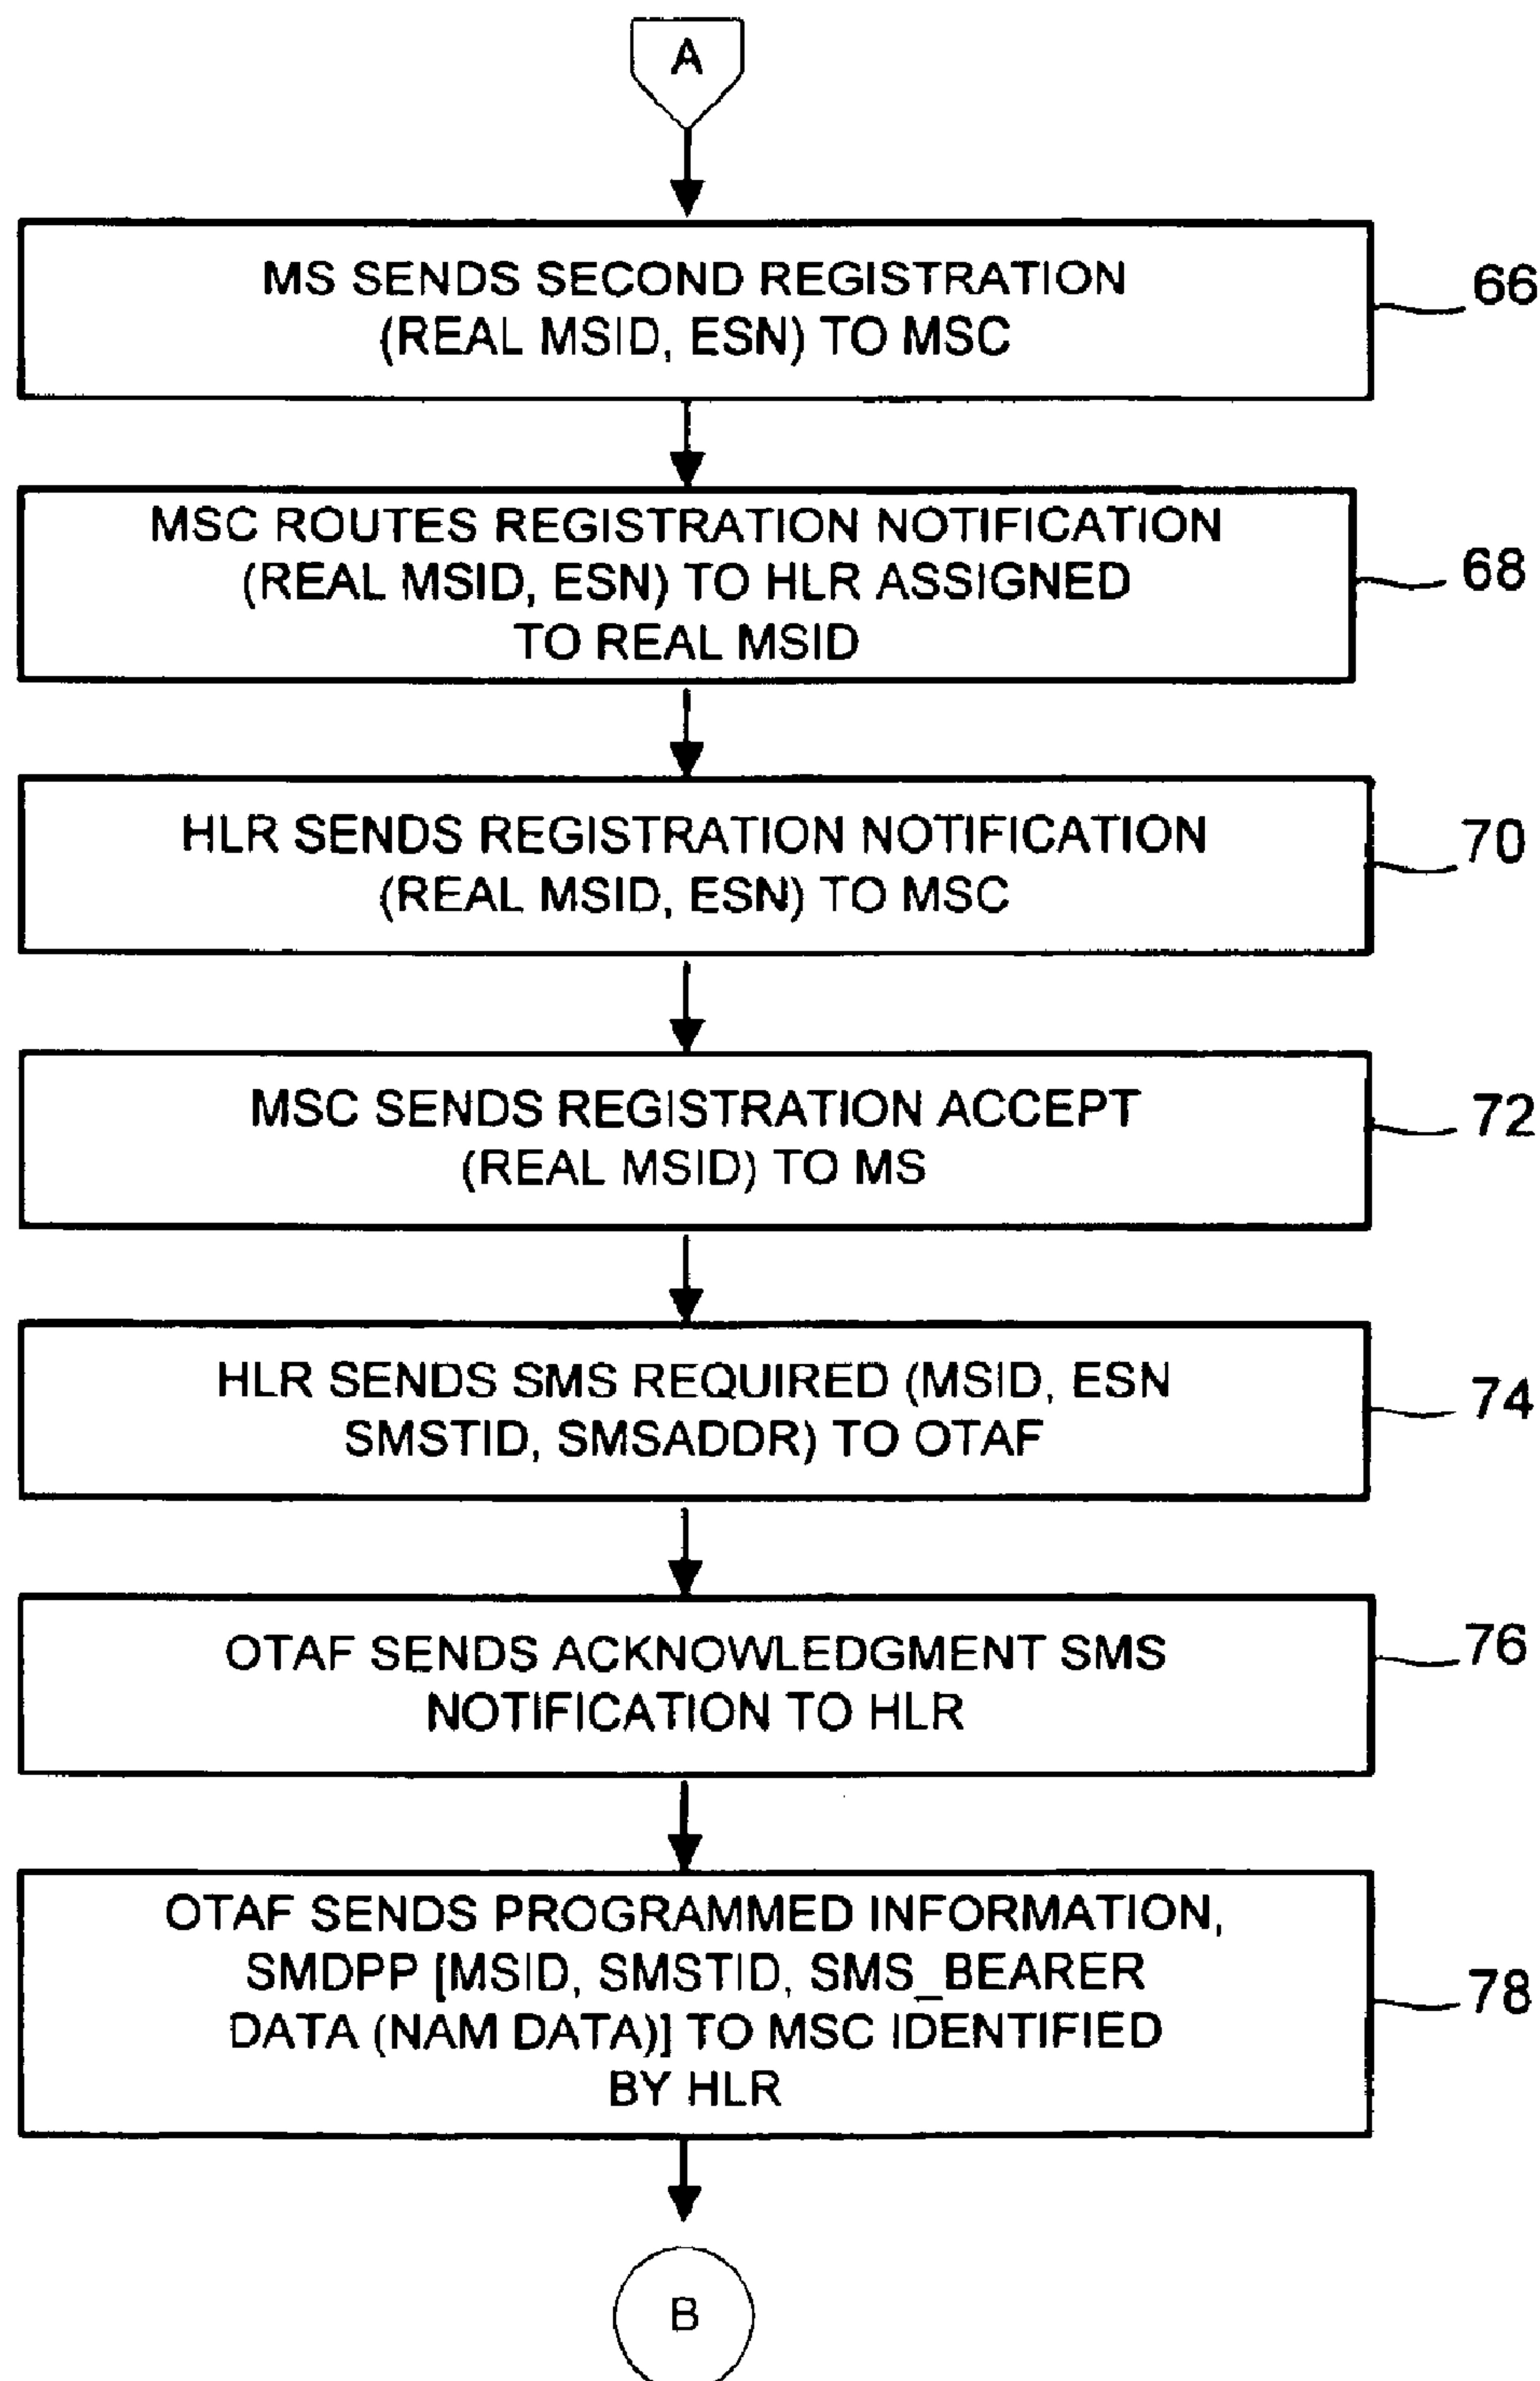 A
MS SENDS SECOND REGISTRATION
(REAL MSID, ESN) TO MSC
66
MSC ROUTES REGISTRATION NOTIFICATION
(REAL MSID, ESN) TO HLR ASSIGNED
TO REAL MSID
68
HLR SENDS REGISTRATION NOTIFICATION
(REAL MSID, ESN) TO MSC
70
MSC SENDS REGISTRATION ACCEPT
(REAL MSID) TO MS
72
HLR SENDS SMS REQUIRED (MSID, ESN
SMSTID, SMSADDR) TO OTAF
74
OTAF SENDS ACKNOWLEDGMENT SMS
NOTIFICATION TO HLR
76
OTAF SENDS PROGRAMMED INFORMATION,
SMDPP [MSID, SMSTID, SMS_BEARER
DATA (NAM DATA)] TO MSC IDENTIFIED
BY HLR
78
B